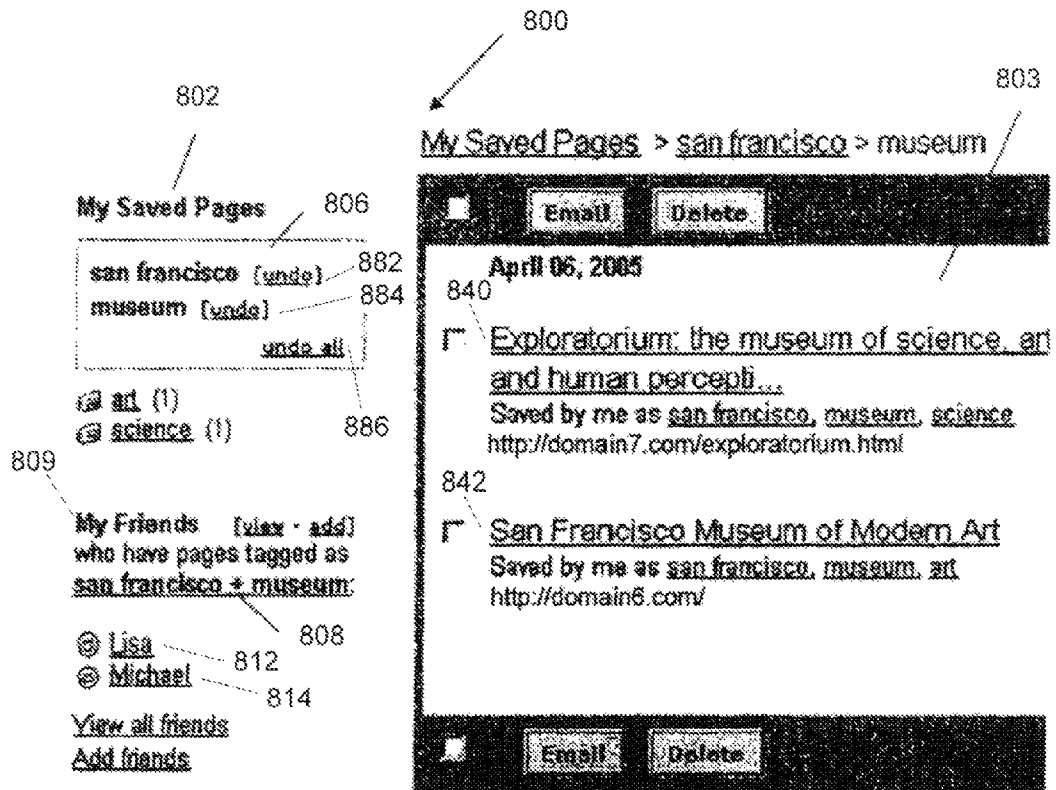 800
802
803
My Saved Pages > san francisco > museum
My Saved Pages
806
Email Delete
san francisco [undo]
882
museum [undo]
884
undo all
886
April 06, 2005
840
Exploratorium: the museum of science, art
and human percepti...
Saved by me as san francisco, museum, science
http://domain7.com/exploratorium.html
art (1)
science (1)
809
842
My Friends [view · add]
who have pages tagged as
san francisco + museum:
808
San Francisco Museum of Modern Art
Saved by me as san francisco, museum, art
http://domain6.com/
Lisa
812
Michael
814
View all friends
Add friends
Email Delete